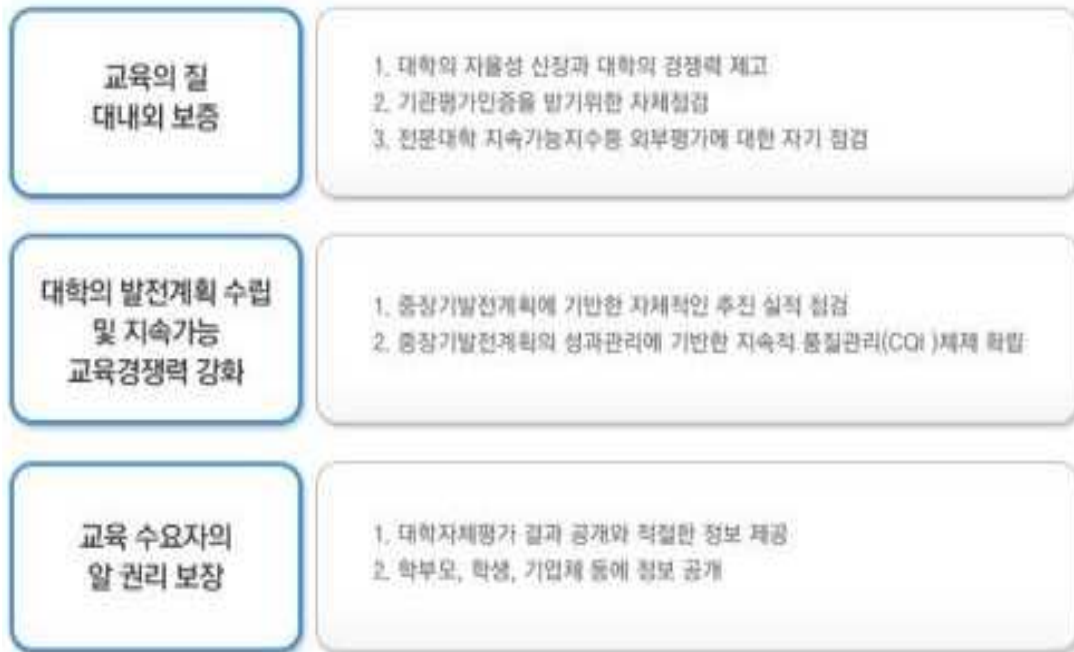 교육의 질
대내외 보증
1. 대학의 자율성 신장과 대학의 경쟁력 제고
2. 기관평가인증을 받기위한 자체점검
3. 전문대학 지속가능지수등 외부평가에 대한 자기 점검
대학의 발전계획 수립
및 지속가능
교육경쟁력 강화
1. 중장기발전계획에 기반한 자체적인 추진 실적 점검
2. 중장기발전계획의 성과관리에 기반한 지속적 품질관리(CQI )체제 확립
교육 수요자의
알 권리 보장
1. 대학자체평가 결과 공개와 적절한 정보 제공
2. 학부모, 학생, 기업체 등에 정보 공개